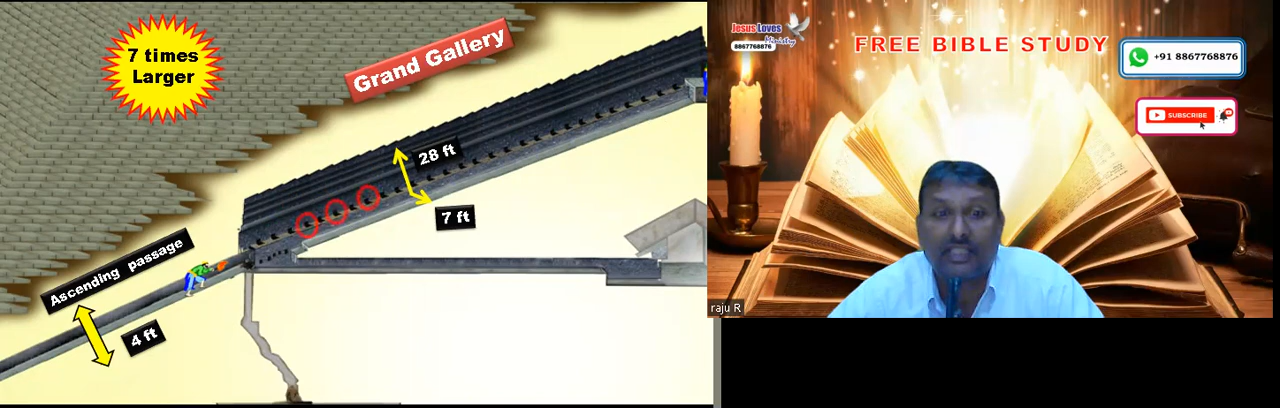 7 times
Larger
Grand Gallery
28 ft
7 ft
Ascending passage
4 ft
Jesus Loves
Ministry
8867768876
FREE BIBLE STUDY
+91 8867768876
SUBSCRIBE
raju R